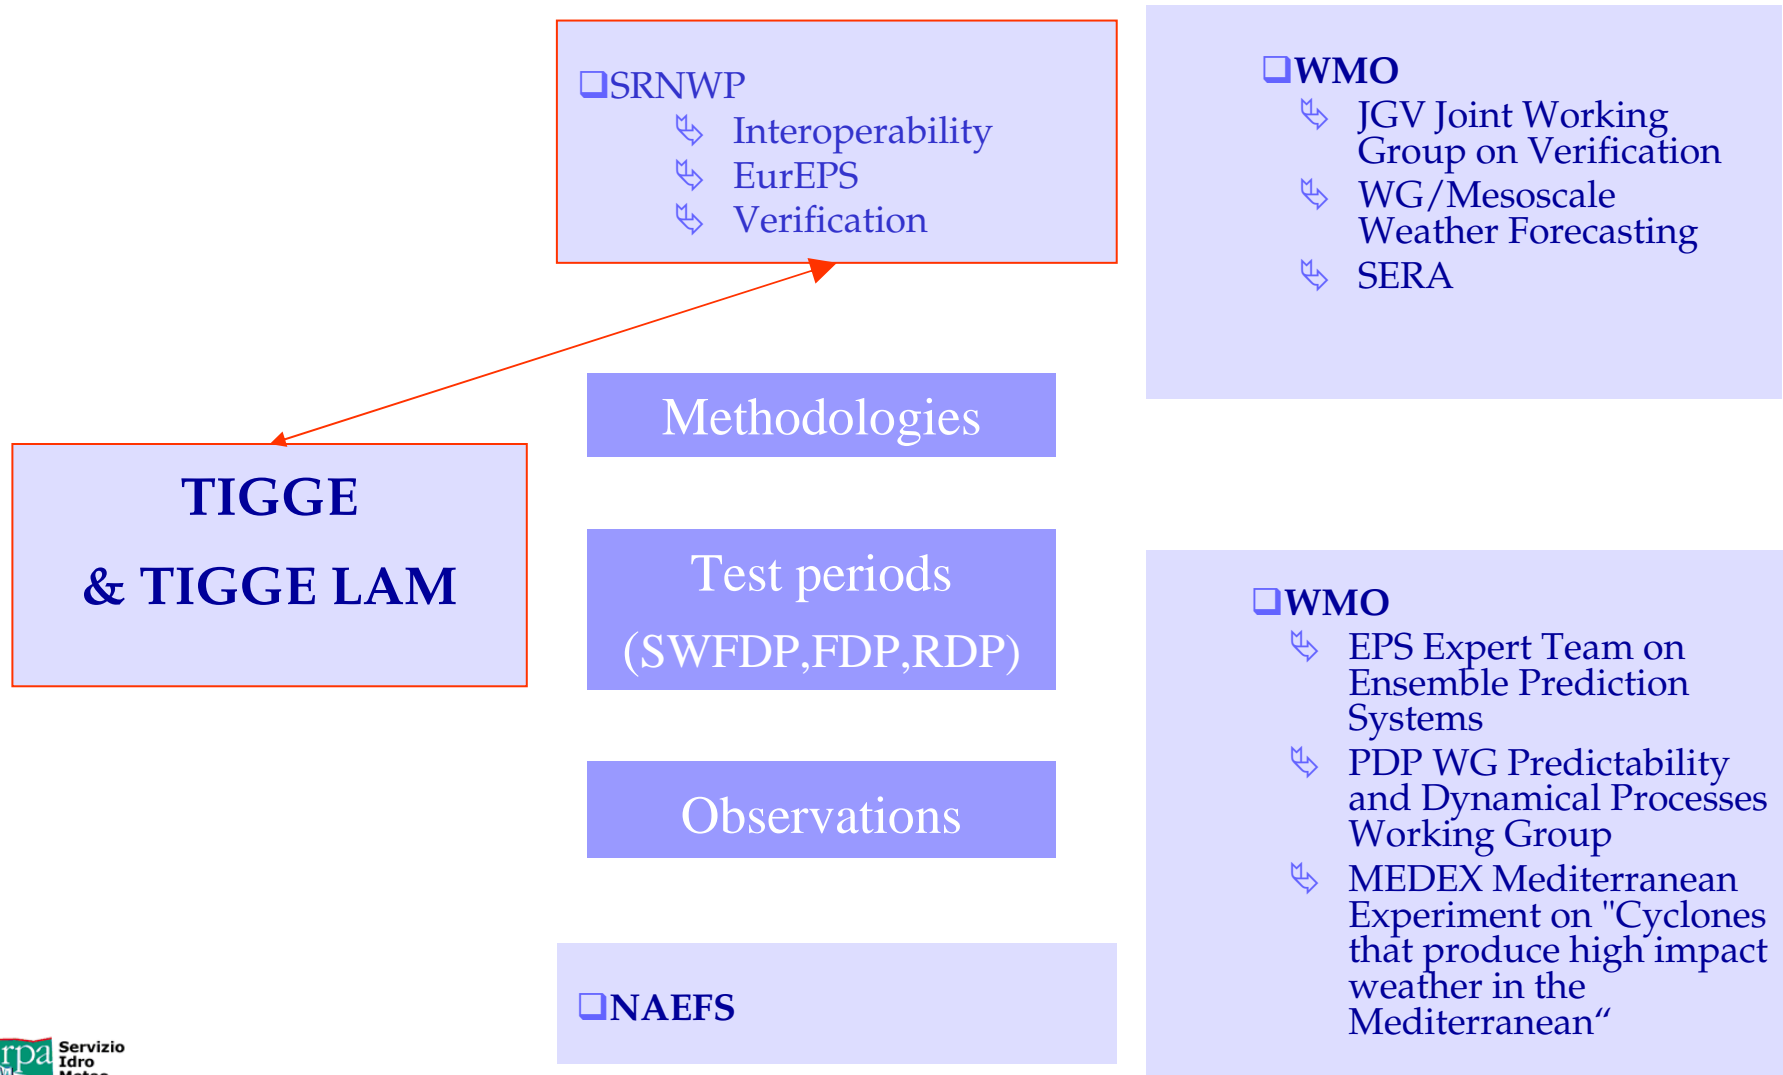 SRNWP
Interoperability
EurEPS
Verification
WMO
JGV Joint Working
Group on Verification
WG/Mesoscale
Weather Forecasting
SERA
Methodologies
TIGGE
& TIGGE LAM
Test periods
(SWFDP,FDP,RDP)
Observations
NAEFS
WMO
EPS Expert Team on
Ensemble Prediction
Systems
PDP WG Predictability
and Dynamical Processes
Working Group
MEDEX Mediterranean
Experiment on "Cyclones
that produce high impact
weather in the
Mediterranean“
rpa
Servizio
Idro